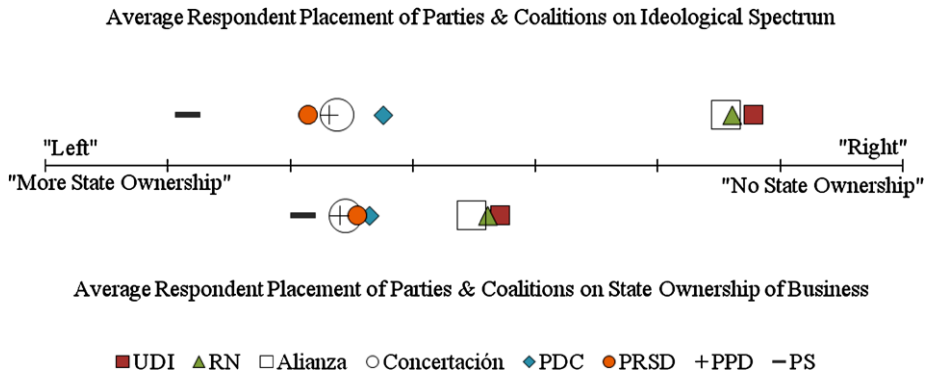 Average Respondent Placement of Parties & Coalitions on Ideological Spectrum
"Left" "Right"
"More State Ownership" "No State Ownership"
Average Respondent Placement of Parties & Coalitions on State Ownership of Business
UDI RN Alianza Concertación PDC PRSD PPD PS